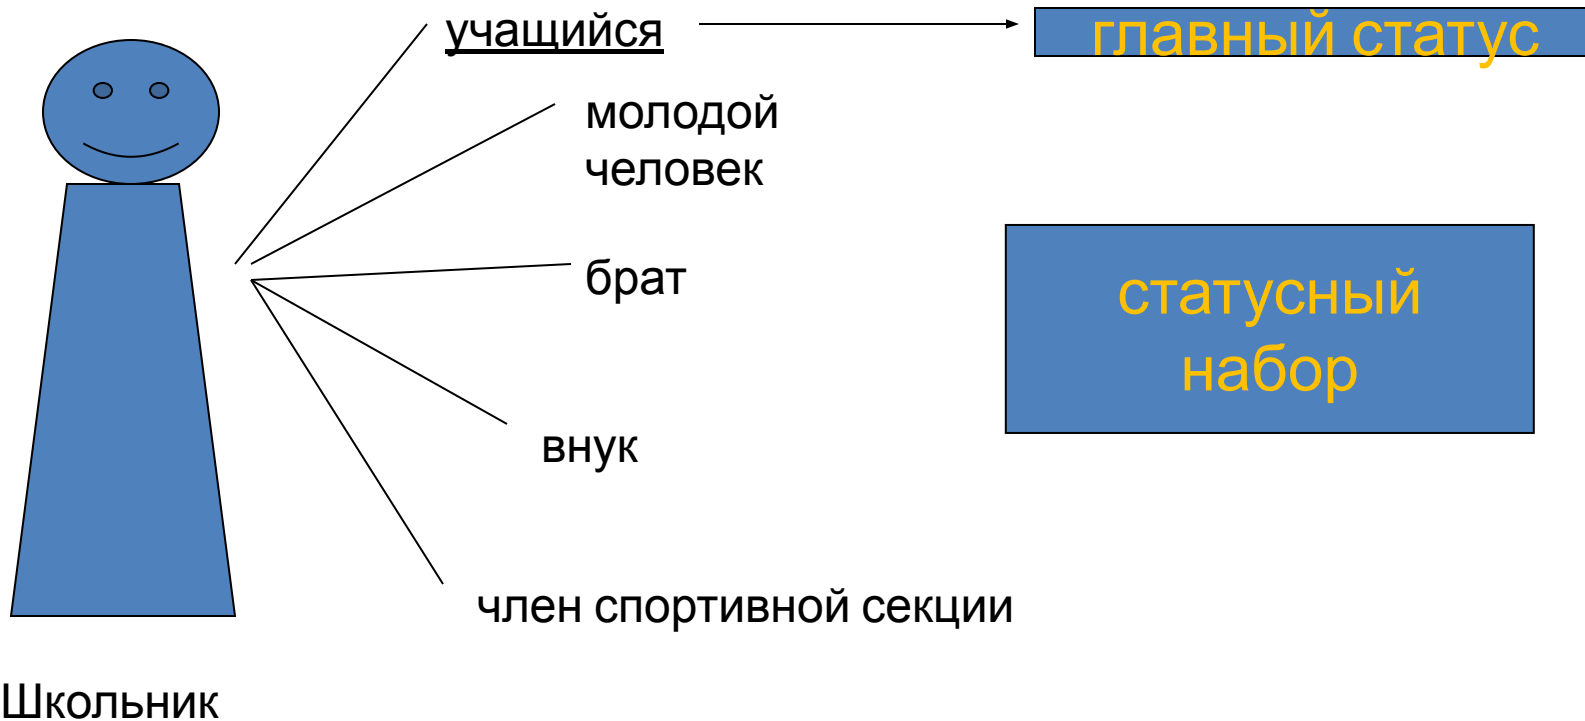 учащийся
главный статус
молодой
человек
брат
статусный
набор
внук
член спортивной секции
Школьник